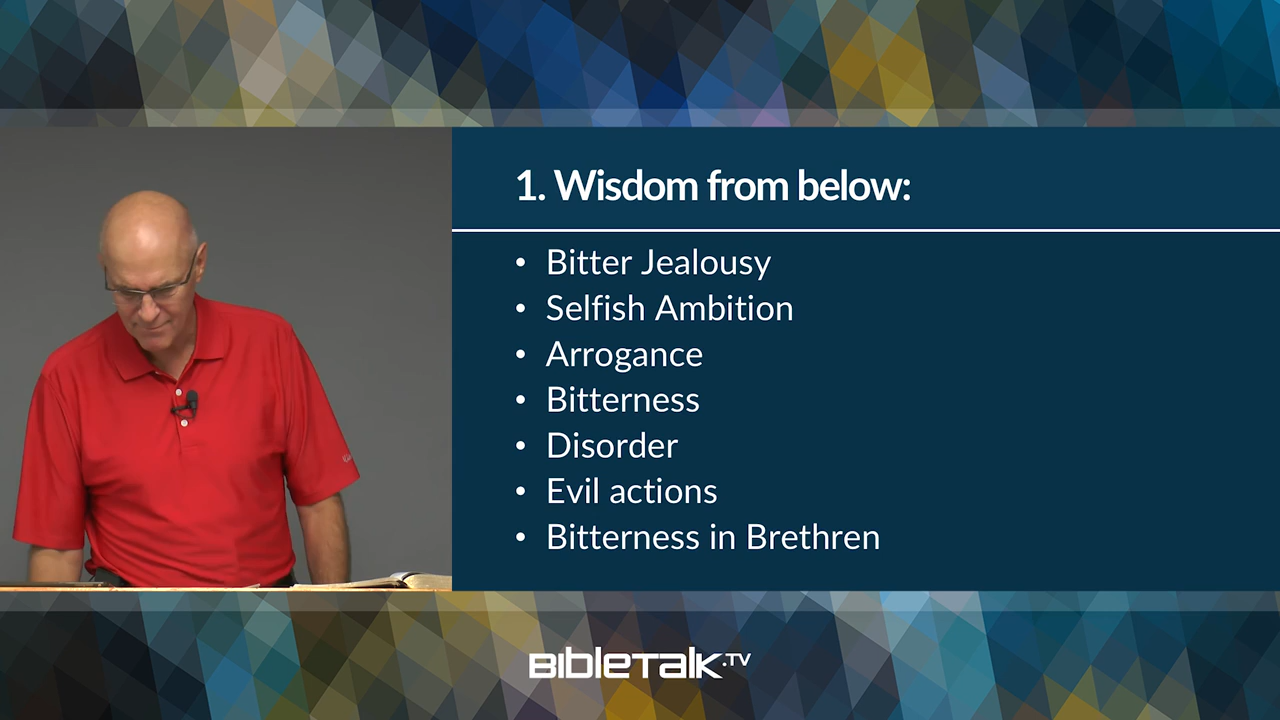 1. Wisdom from below:
• Bitter Jealousy
• Selfish Ambition
• Arrogance
• Bitterness
• Disorder
• Evil actions
• Bitterness in Brethren
BiBLETALK.TV